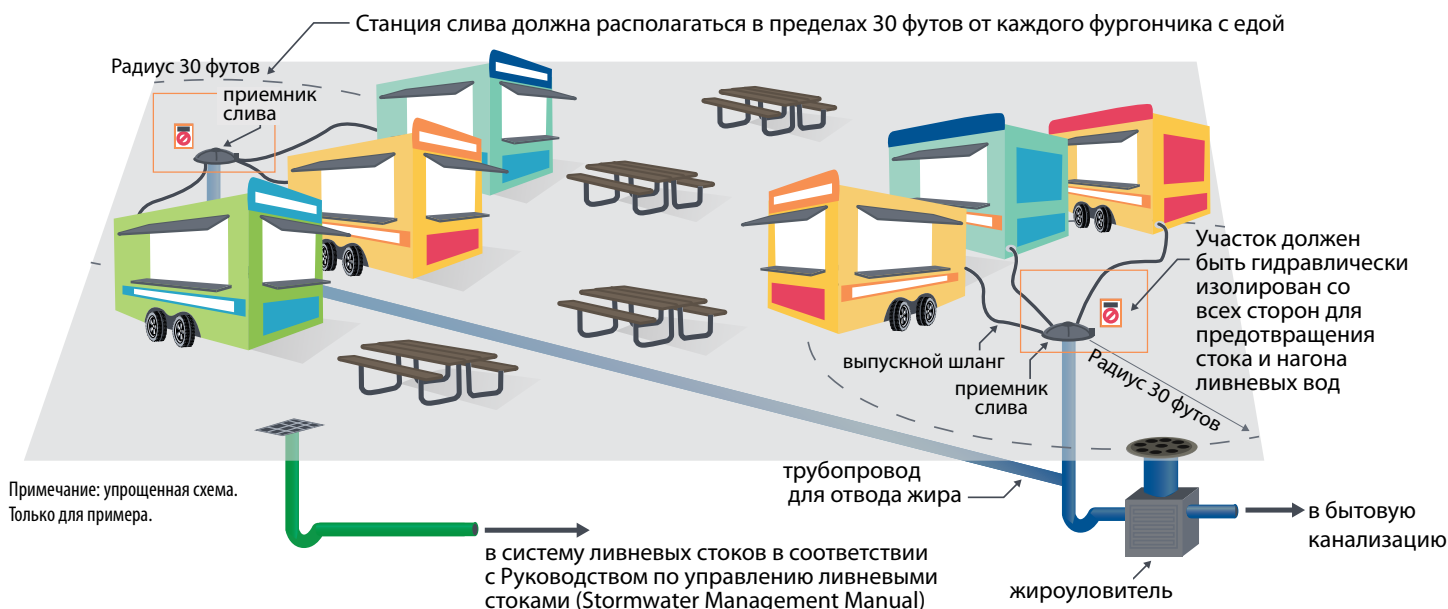 Станция слива должна располагаться в пределах 30 футов от каждого фургончика с едой
Радиус 30 футов
приемник
слива
Участок должен
быть гидравлически
изолирован со
всех сторон для
предотвращения
стока и нагона
ливневых вод
выпускной шланг
приемник
слива
Радиус 30 футов
трубопровод
для отвода жира
Примечание: упрощенная схема.
Только для примера.
в бытовую
канализацию
в систему ливневых стоков в соответствии
с Руководством по управлению ливневыми
стоками (Stormwater Management Manual)
жироуловитель